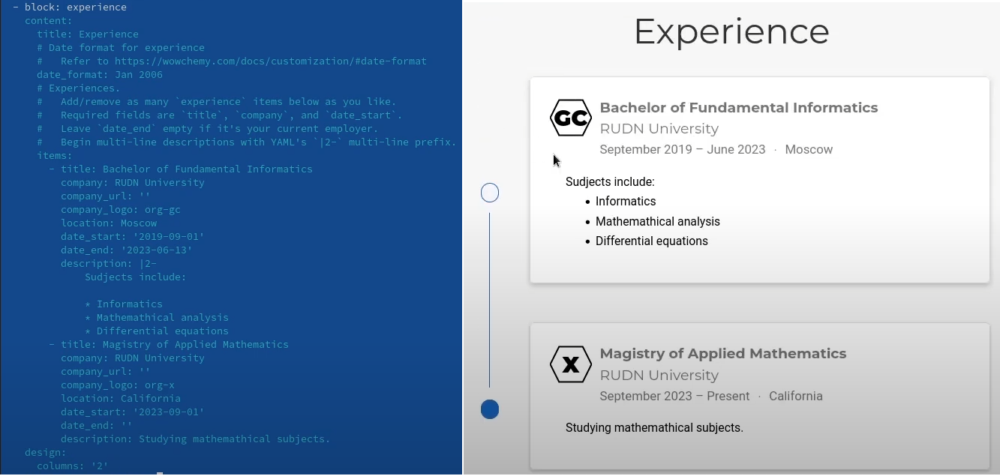 - block: experience
content:
title: Experience
# Date format for experience
#   Refer to https://wowchemy.com/docs/customization/#date-format
date_format: Jan 2006
# Experiences.
#   Add/remove as many `experience` items below as you like.
#   Required fields are `title`, `company`, and `date_start`.
#   Leave `date_end` empty if it's your current employer.
#   Begin multi-line descriptions with YAML's `|2-` multi-line prefix.
items:
- title: Bachelor of Fundamental Informatics
company: RUDN University
company_url: ''
company_logo: org-gc
location: Moscow
date_start: '2019-09-01'
date_end: '2023-06-13'
description: |2-
Sudjects include:
* Informatics
* Mathemathical analysis
* Differential equations
- title: Magistry of Applied Mathematics
company: RUDN University
company_url: ''
company_logo: org-x
location: California
date_start: '2023-09-01'
date_end: ''
description: Studying mathemathical subjects.
design:
columns: '2'
Experience
GC
Bachelor of Fundamental Informatics
RUDN University
September 2019 – June 2023 · Moscow
Sudjects include:
• Informatics
• Mathemathical analysis
• Differential equations
X
Magistry of Applied Mathematics
RUDN University
September 2023 – Present · California
Studying mathemathical subjects.